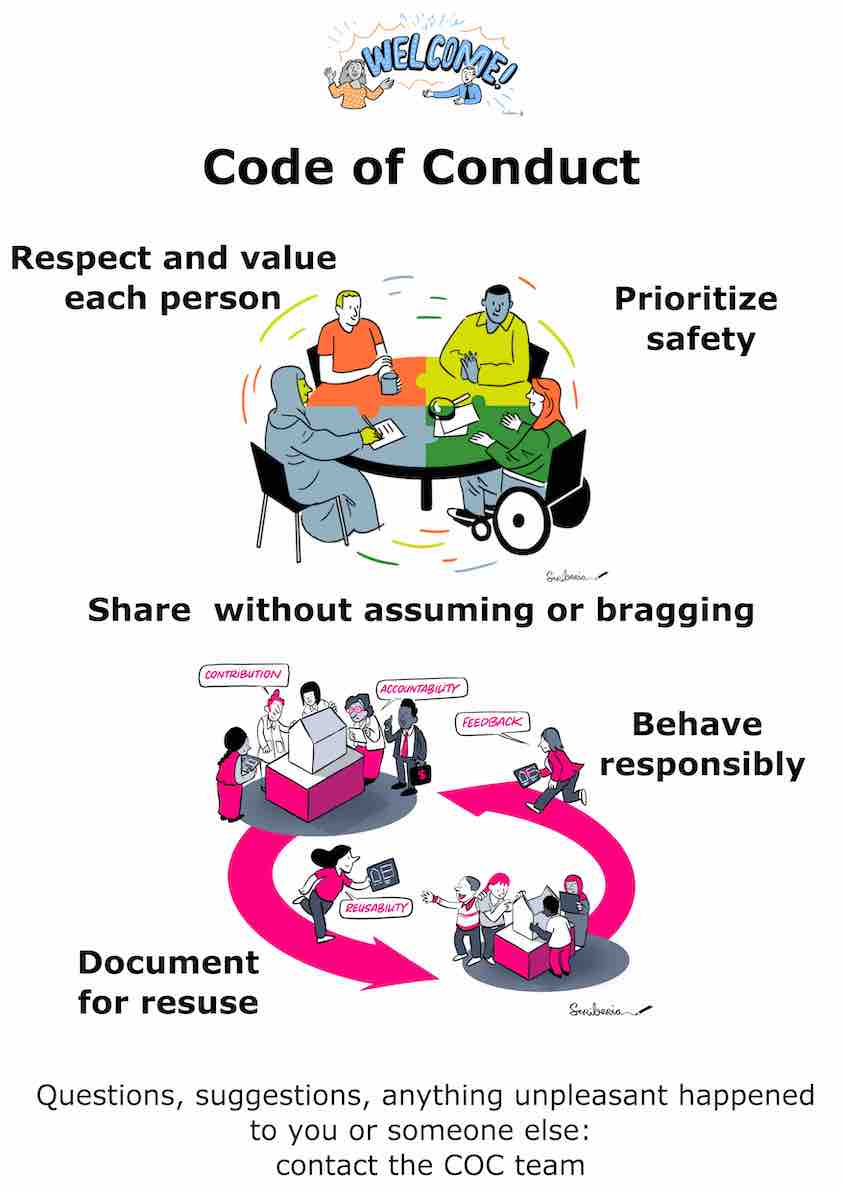 WELCOME!
Code of Conduct
Respect and value
each person
Prioritize
safety
Scriberia
Share without assuming or bragging
CONTRIBUTION
ACCOUNTABILITY
FEEDBACK
Behave
responsibly
$
REUSABILITY
Document
for resuse
Scriberia
Questions, suggestions, anything unpleasant happened
to you or someone else:
contact the COC team